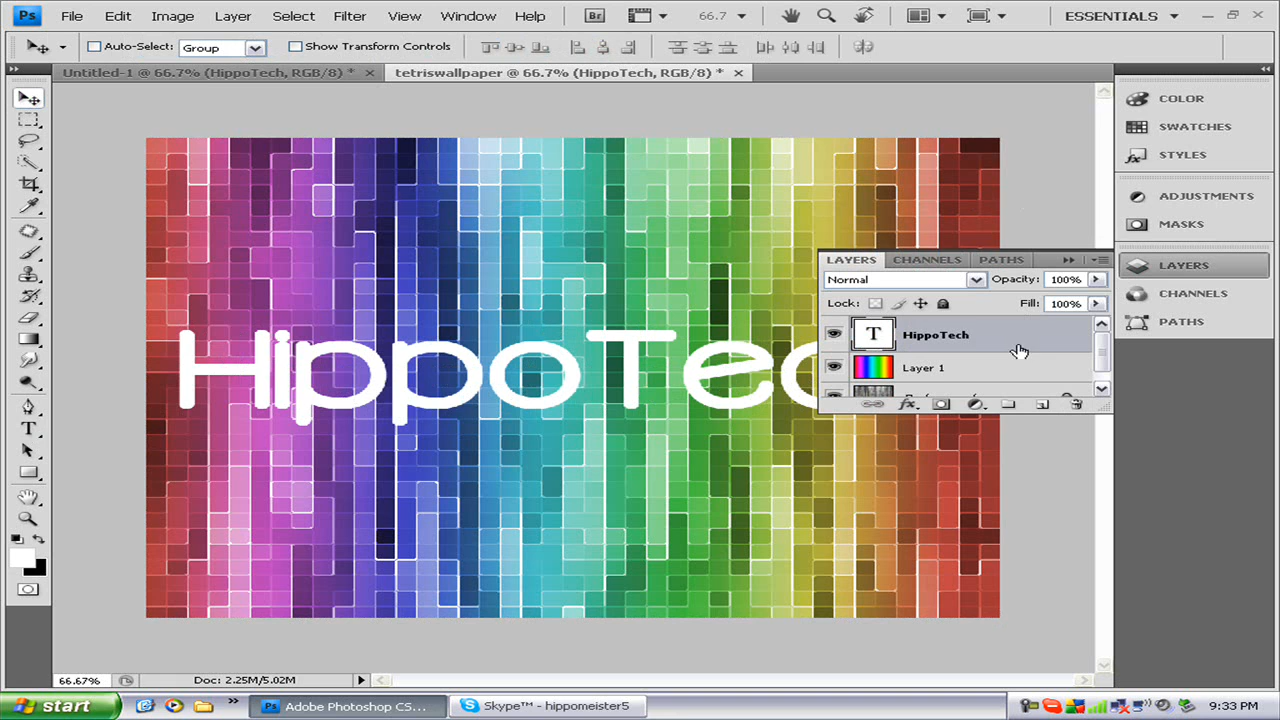 Ps File Edit Image Layer Select Filter View Window Help Br 66.7 ESSENTIALS
Auto-Select: Group Show Transform Controls
Untitled-1 @ 66.7% (HippoTech, RGB/8) * tetriswallpaper @ 66.7% (HippoTech, RGB/8) *
COLOR
SWATCHES
STYLES
ADJUSTMENTS
MASKS
LAYERS
CHANNELS
PATHS
LAYERS CHANNELS PATHS
Normal Opacity: 100%
Lock: Fill: 100%
T HippoTech
Layer 1
fx
HippoTec
T
66.67% Doc: 2.25M/5.02M
start Ps Adobe Photoshop CS... Skype™ - hippomeister5 9:33 PM